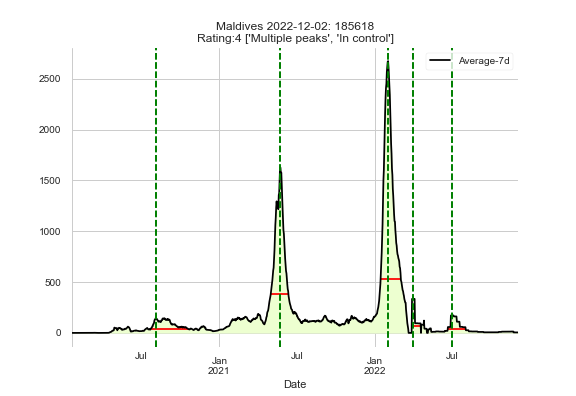 Maldives 2022-12-02: 185618
Rating:4 ['Multiple peaks', 'In control']
Average-7d
2500
2000
1500
1000
500
0
Jul
Jan
2021
Jul
Jan
2022
Jul
Date